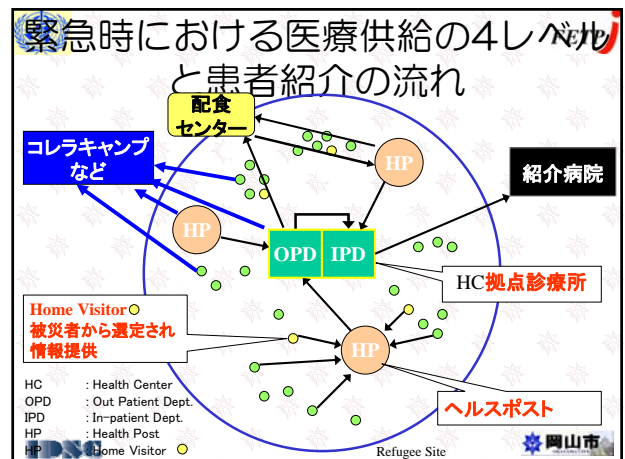 緊急時における医療供給の4レベル
と患者紹介の流れ
FETP
j
配食
センター
コレラキャンプ
など
HP
紹介病院
HP
OPD
IPD
HC拠点診療所
Home Visitor
被災者から選定され
情報提供
HP
ヘルスポスト
HC : Health Center
OPD : Out Patient Dept.
IPD : In-patient Dept.
HP : Health Post
HP : Home Visitor
IDSC
Refugee Site
岡山市